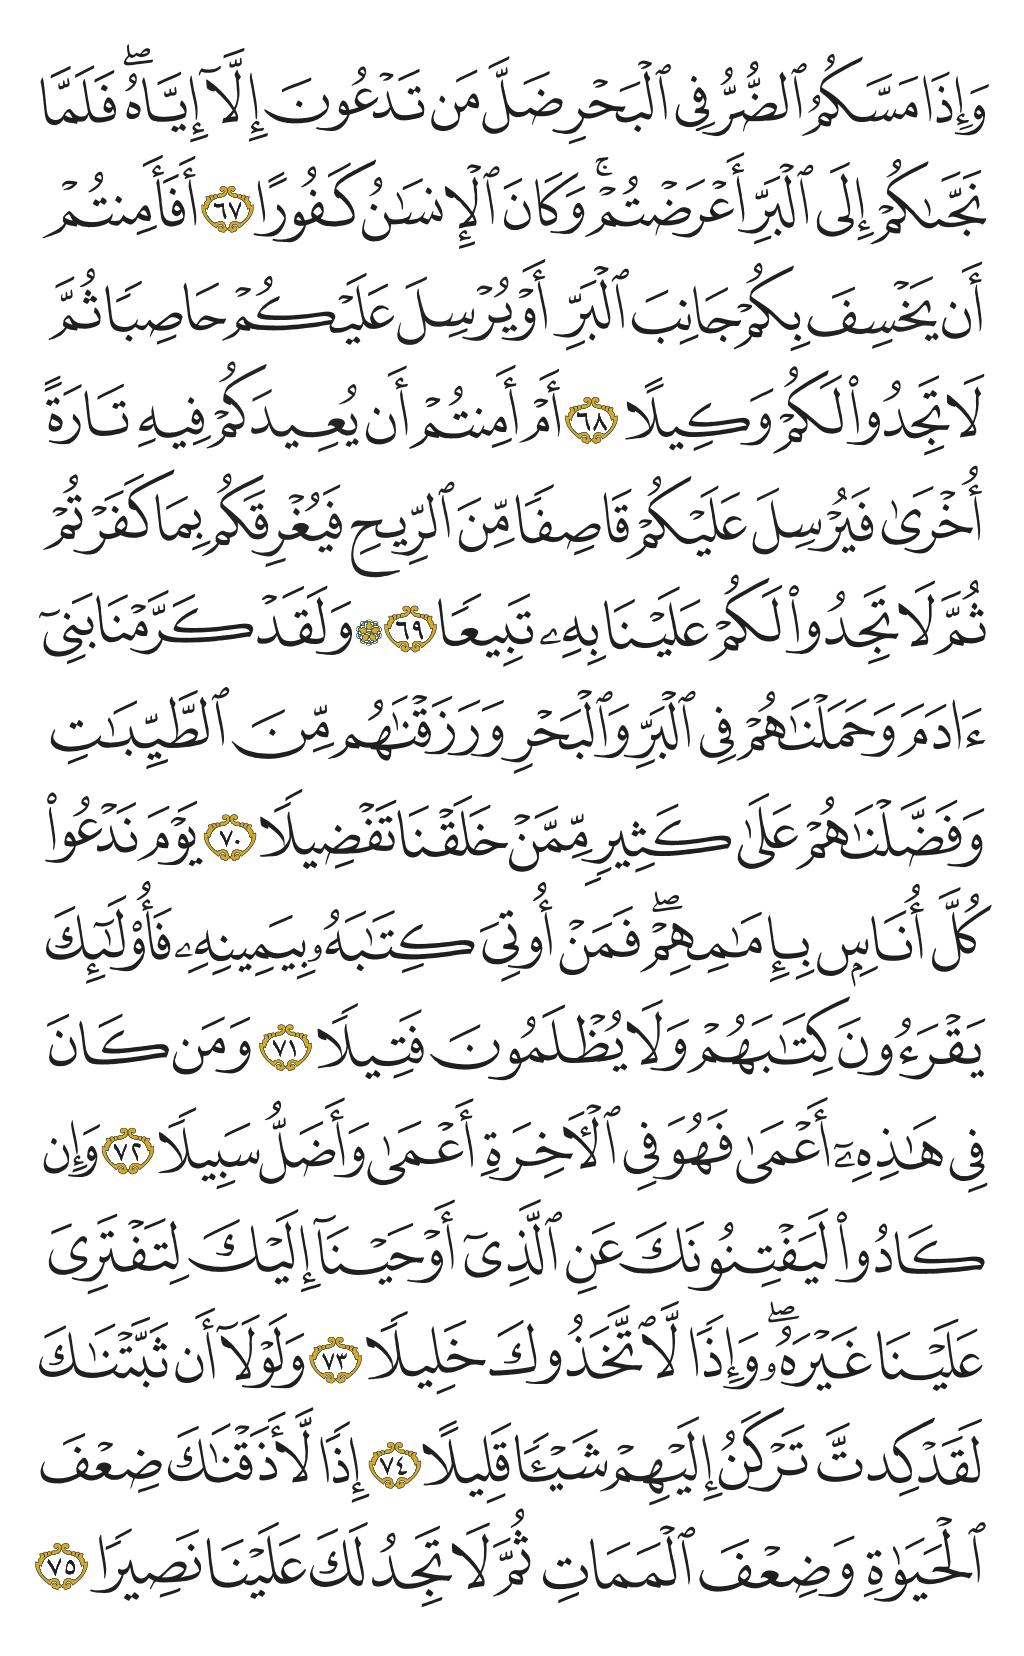 وَإِذَا مَسَّكُمُ ٱلضُّرُّ فِى ٱلْبَحْرِ ضَلَّ مَن تَدْعُونَ إِلَّآ إِيَّاهُ ۖ فَلَمَّا
نَجَّىٰكُمْ إِلَى ٱلْبَرِّ أَعْرَضْتُمْ ۚ وَكَانَ ٱلْإِنسَـٰنُ كَفُورًا ٦٧ أَفَأَمِنتُمْ
أَن يَخْسِفَ بِكُمْ جَانِبَ ٱلْبَرِّ أَوْ يُرْسِلَ عَلَيْكُمْ حَاصِبًا ثُمَّ
لَا تَجِدُوا۟ لَكُمْ وَكِيلًا ٦٨ أَمْ أَمِنتُمْ أَن يُعِيدَكُمْ فِيهِ تَارَةً
أُخْرَىٰ فَيُرْسِلَ عَلَيْكُمْ قَاصِفًا مِّنَ ٱلرِّيحِ فَيُغْرِقَكُم بِمَا كَفَرْتُمْ
ثُمَّ لَا تَجِدُوا۟ لَكُمْ عَلَيْنَا بِهِۦ تَبِيعًا ٦٩ ۞ وَلَقَدْ كَرَّمْنَا بَنِىٓ
ءَادَمَ وَحَمَلْنَـٰهُمْ فِى ٱلْبَرِّ وَٱلْبَحْرِ وَرَزَقْنَـٰهُم مِّنَ ٱلطَّيِّبَـٰتِ
وَفَضَّلْنَـٰهُمْ عَلَىٰ كَثِيرٍ مِّمَّنْ خَلَقْنَا تَفْضِيلًا ٧٠ يَوْمَ نَدْعُوا۟
كُلَّ أُنَاسٍۭ بِإِمَـٰمِهِمْ ۖ فَمَنْ أُوتِىَ كِتَـٰبَهُۥ بِيَمِينِهِۦ فَأُو۟لَـٰٓئِكَ
يَقْرَءُونَ كِتَـٰبَهُمْ وَلَا يُظْلَمُونَ فَتِيلًا ٧١ وَمَن كَانَ
فِى هَـٰذِهِۦٓ أَعْمَىٰ فَهُوَ فِى ٱلْـَٔاخِرَةِ أَعْمَىٰ وَأَضَلُّ سَبِيلًا ٧٢ وَإِن
كَادُوا۟ لَيَفْتِنُونَكَ عَنِ ٱلَّذِىٓ أَوْحَيْنَآ إِلَيْكَ لِتَفْتَرِىَ
عَلَيْنَا غَيْرَهُۥ ۖ وَإِذًا لَّٱتَّخَذُوكَ خَلِيلًا ٧٣ وَلَوْلَآ أَن ثَبَّتْنَـٰكَ
لَقَدْ كِدتَّ تَرْكَنُ إِلَيْهِمْ شَيْـًٔا قَلِيلًا ٧٤ إِذًا لَّأَذَقْنَـٰكَ ضِعْفَ
ٱلْحَيَوٰةِ وَضِعْفَ ٱلْمَمَاتِ ثُمَّ لَا تَجِدُ لَكَ عَلَيْنَا نَصِيرًا ٧٥